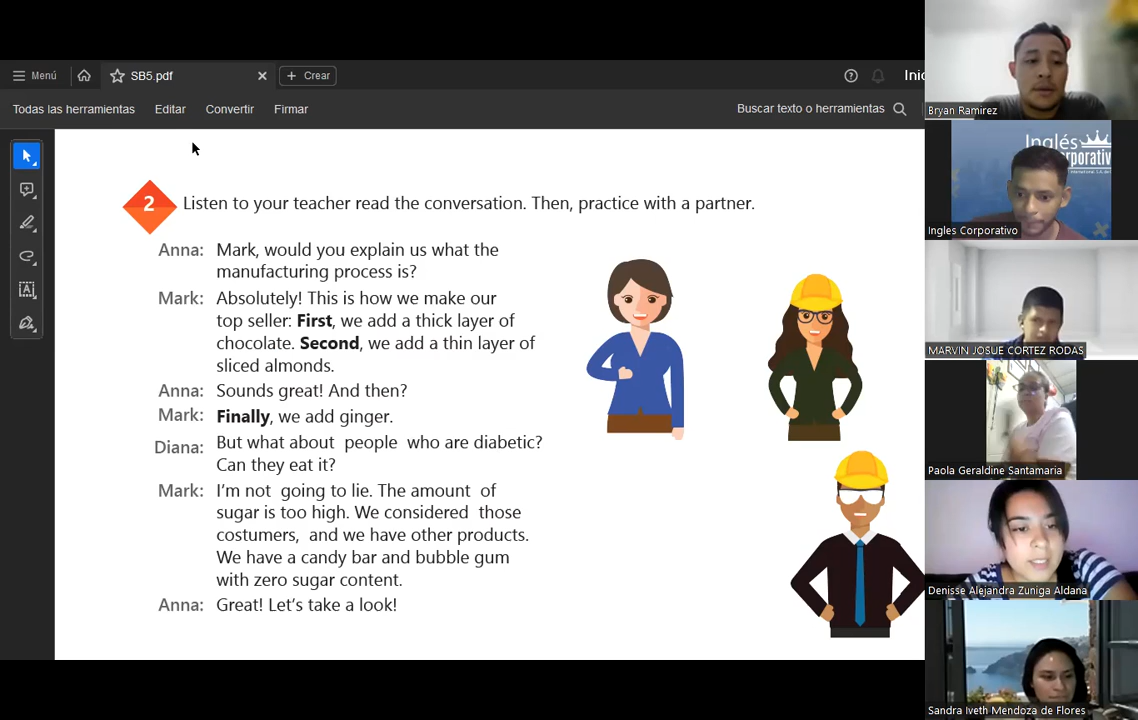 Menú
SB5.pdf
Crear
Inic
Todas las herramientas
Editar
Convertir
Firmar
Buscar texto o herramientas
2
Listen to your teacher read the conversation. Then, practice with a partner.
Anna: Mark, would you explain us what the
manufacturing process is?
Mark: Absolutely! This is how we make our
top seller: First, we add a thick layer of
chocolate. Second, we add a thin layer of
sliced almonds.
Anna: Sounds great! And then?
Mark: Finally, we add ginger.
Diana: But what about people who are diabetic?
Can they eat it?
Mark: I'm not going to lie. The amount of
sugar is too high. We considered those
costumers, and we have other products.
We have a candy bar and bubble gum
with zero sugar content.
Anna: Great! Let's take a look!
Bryan Ramirez
Inglés
Ingles Corporativo
MARVIN JOSUE CORTEZ RODAS
Paola Geraldine Santamaria
Denisse Alejandra Zuniga Aldana
Sandra Iveth Mendoza de Flores